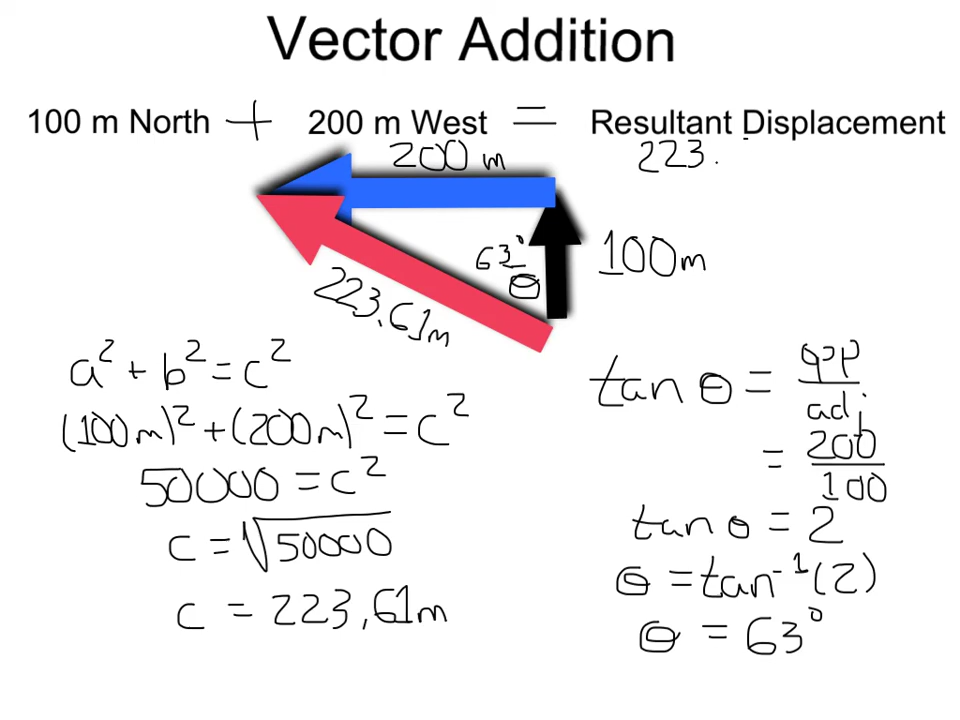 Vector Addition
100 m North + 200 m West = Resultant Displacement
200 m
223.
63°
θ
100m
223,61m
a² + b² = c²
(100m)² + (200m)² = c²
50000 = c²
c = √50000
c = 223,61m
tan θ = opp/adj
= 200/100
tan θ = 2
θ = tan⁻¹(2)
θ = 63°